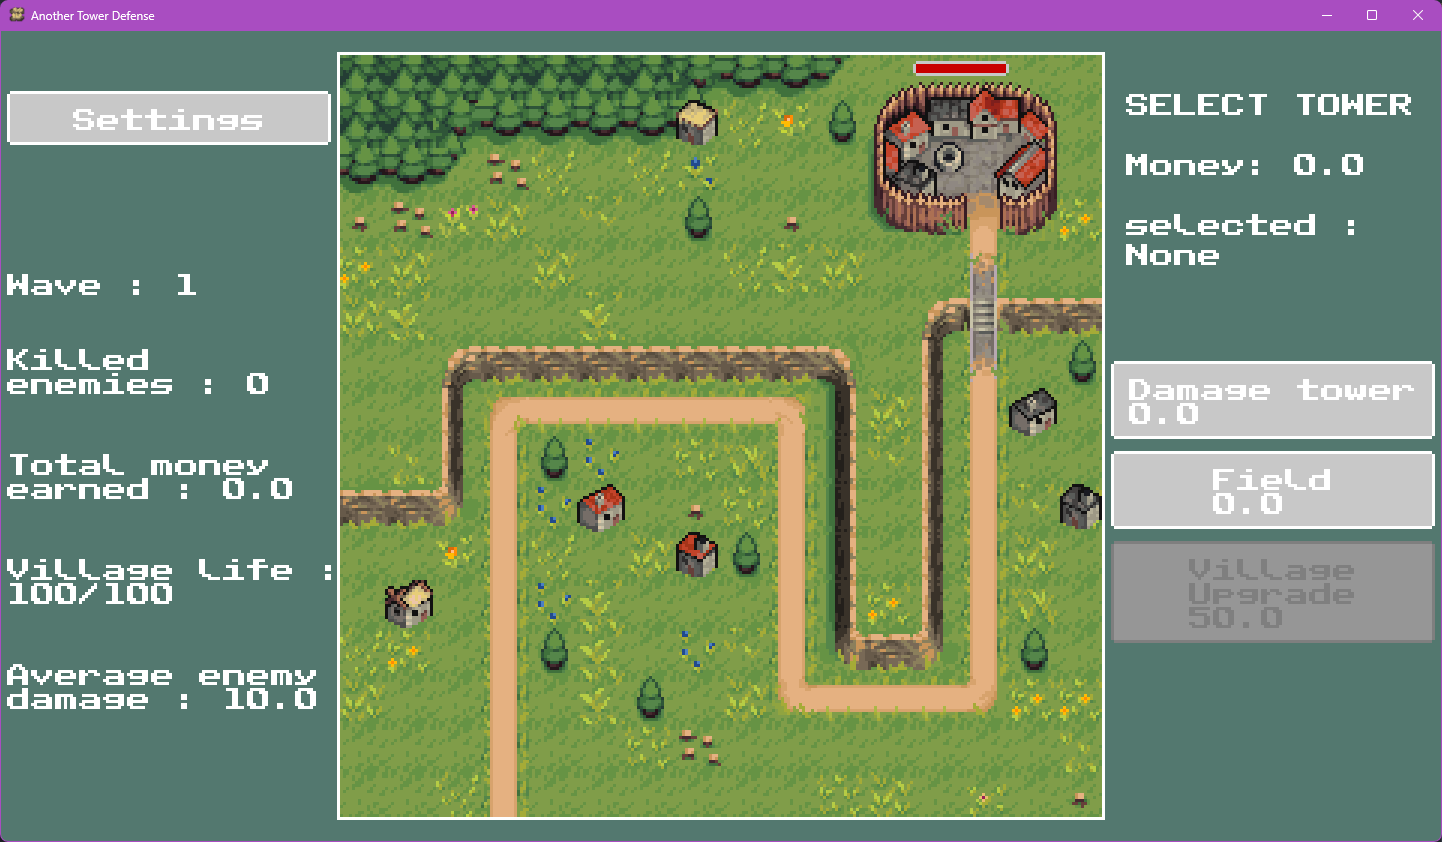 Another Tower Defense
Settings
Wave : 1
Killed
enemies : 0
Total money
earned : 0.0
Village life :
100/100
Average enemy
damage : 10.0
SELECT TOWER
Money: 0.0
selected :
None
Damage tower
0.0
Field
0.0
Village
Upgrade
50.0